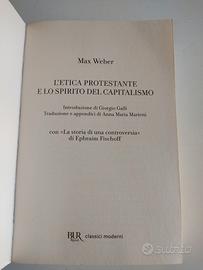 Max Weber
L'ETICA PROTESTANTE
E LO SPIRITO DEL CAPITALISMO
Introduzione di Giorgio Galli
Traduzione e appendici di Anna Maria Marietti
con «La storia di una controversia»
di Ephraim Fischoff
BUR
classici moderni
subito